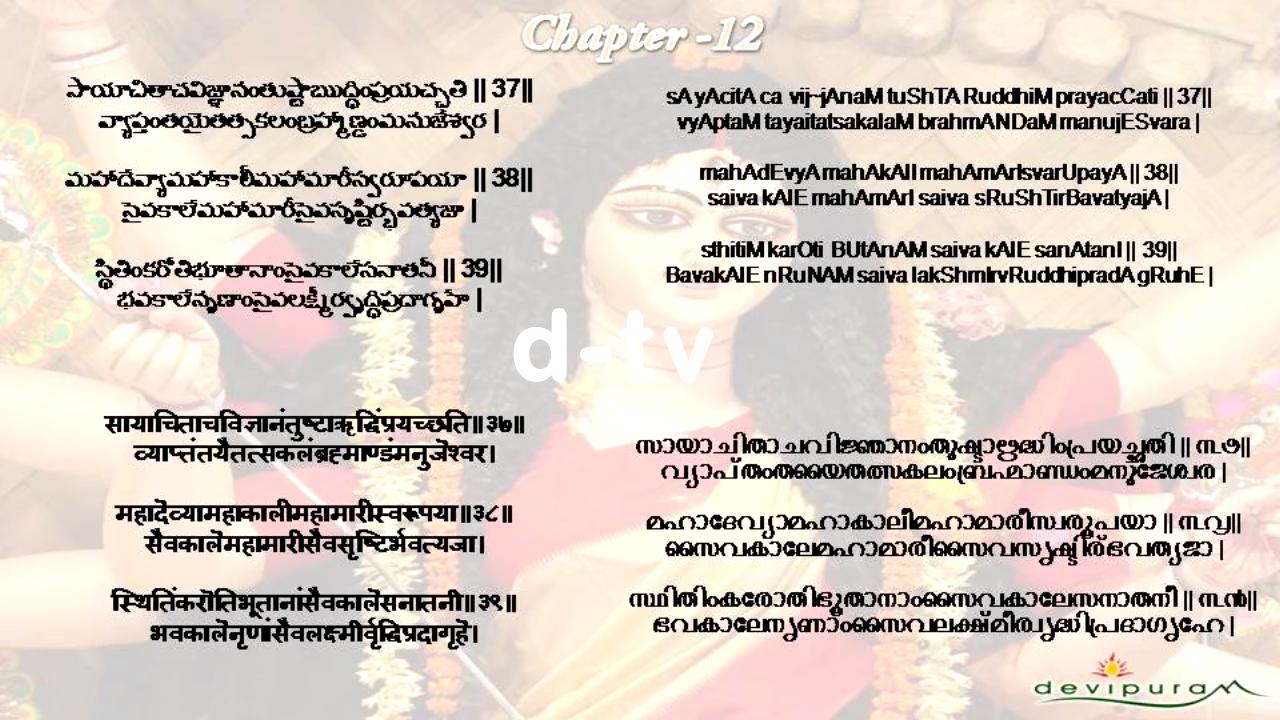 Chapter -12
సాయాచితాచవిజ్ఞానంతుష్టాఋద్ధింప్రయచ్ఛతి || 37||
వ్యాప్తంతయైతత్సకలంబ్రహ్మాణ్డంమనుజేశ్వర |
మహాదేవ్యామహాకాలీమహామారీస్వరూపయా || 38||
సైవకాలేమహామారీసైవసృష్టిర్భవత్యజా |
స్థితింకరోతిభూతానాంసైవకాలేసనాతనీ || 39||
భవకాలేనృణాంసైవలక్ష్మీర్వృద్ధిప్రదాగృహే |
sA yAcitA ca vij~jAnaM tuShTA RuddhiM prayacCati || 37||
vyAptaM tayaitatsakalaM brahmANDaM manujESvara |
mahAdEvyA mahAkAlI mahAmArIsvarUpayA || 38||
saiva kAlE mahAmArI saiva sRuShTirBavatyajA |
sthitiM karOti BUtAnAM saiva kAlE sanAtanI || 39||
BavakAlE nRuNAM saiva lakShmIrvRuddhipradA gRuhE |
d-tv
सायाचिताचविज्ञानंतुष्टाऋद्धिंप्रयच्छति॥३७॥
व्याप्तंतयैतत्सकलंब्रह्माण्डंमनुजॆश्वर।
महादॆव्यामहाकालीमहामारीस्वरूपया॥३८॥
सैवकालॆमहामारीसैवसृष्टिर्भवत्यजा।
स्थितिंकरॊतिभूतानांसैवकालॆसनातनी॥३९॥
भवकालॆनृणांसैवलक्ष्मीर्वृद्धिप्रदागृहॆ।
സായാചിതാചവിജ്ഞാനംതുഷ്ടാഋദ്ധിംപ്രയച്ഛതി || ൩൭||
വ്യാപ്തംതയൈതത്സകലംബ്രഹ്മാണ്ഡംമനുജേശ്വര |
മഹാദേവ്യാമഹാകാലീമഹാമാരീസ്വരൂപയാ || ൩൮||
സൈവകാലേമഹാമാരീസൈവസൃഷ്ടിര്ഭവത്യജാ |
സ്ഥിതിംകരോതിഭൂതാനാംസൈവകാലേസനാതനീ || ൩൯||
ഭവകാലേനൃണാംസൈവലക്ഷ്മീര്വൃദ്ധിപ്രദാഗൃഹേ |
devipuram